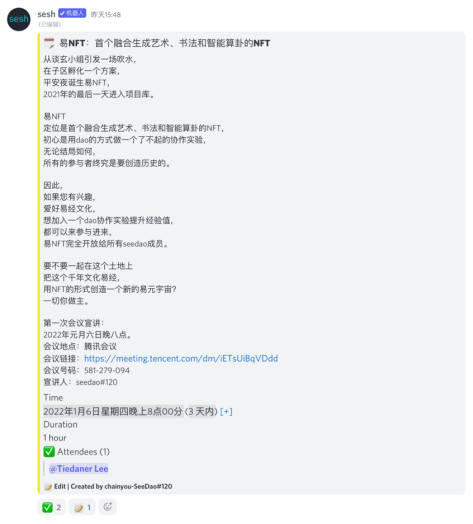 sesh
sesh 机器人 昨天15:48
(已编辑)
易NFT：首个融合生成艺术、书法和智能算卦的NFT
从谈玄小组引发一场吹水，
在子区孵化一个方案，
平安夜诞生易NFT，
2021年的最后一天进入项目库。
易NFT
定位是首个融合生成艺术、书法和智能算卦的NFT，
初心是用dao的方式做一个了不起的协作实验，
无论结局如何，
所有的参与者终究是要创造历史的。
因此，
如果您有兴趣，
爱好易经文化，
想加入一个dao协作实验提升经验值，
都可以来参与进来，
易NFT完全开放给所有seedao成员。
要不要一起在这个土地上
把这个千年文化易经，
用NFT的形式创造一个新的易元宇宙？
一切你做主。
第一次会议宣讲：
2022年元月六日晚八点。
会议地点：腾讯会议
会议链接：https://meeting.tencent.com/dm/iETsUiBqVDdd
会议号码：581-279-094
宣讲人：seedao#120
Time
2022年1月6日星期四晚上8点00分 (3 天内) [+]
Duration
1 hour
✅ Attendees (1)
@Tiedaner Lee
📝 Edit | Created by chainyou-SeeDao#120
✅ 2 📝 1